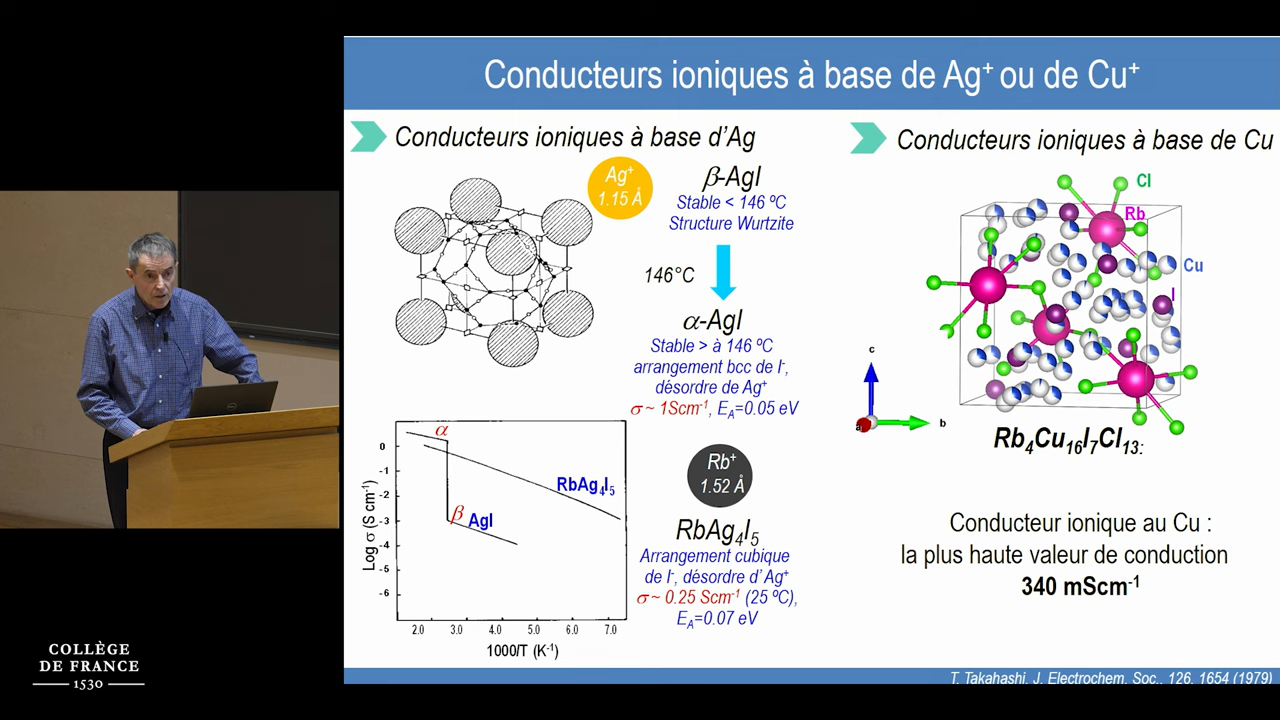 Conducteurs ioniques à base de Ag⁺ ou de Cu⁺
Conducteurs ioniques à base d'Ag
Ag⁺
1.15 Å
β-AgI
Stable < 146 ºC
Structure Wurtzite
146°C
α-AgI
Stable > à 146 ºC
arrangement bcc de I⁻,
désordre de Ag⁺
σ ~ 1Scm⁻¹, E_A=0.05 eV
α
0
-1
-2
-3
-4
-5
-6
RbAg₄I₅
β AgI
Log σ (S cm⁻¹)
2.0 3.0 4.0 5.0 6.0 7.0
1000/T (K⁻¹)
Rb⁺
1.52 Å
RbAg₄I₅
Arrangement cubique
de I⁻, désordre d'Ag⁺
σ ~ 0.25 Scm⁻¹ (25 ºC),
E_A=0.07 eV
Conducteurs ioniques à base de Cu
Cl
Rb
Cu
I
c
a
b
Rb₄Cu₁₆I₇Cl₁₃:
Conducteur ionique au Cu :
la plus haute valeur de conduction
340 mScm⁻¹
T. Takahashi, J. Electrochem. Soc., 126, 1654 (1979)
COLLÈGE
DE FRANCE
1530